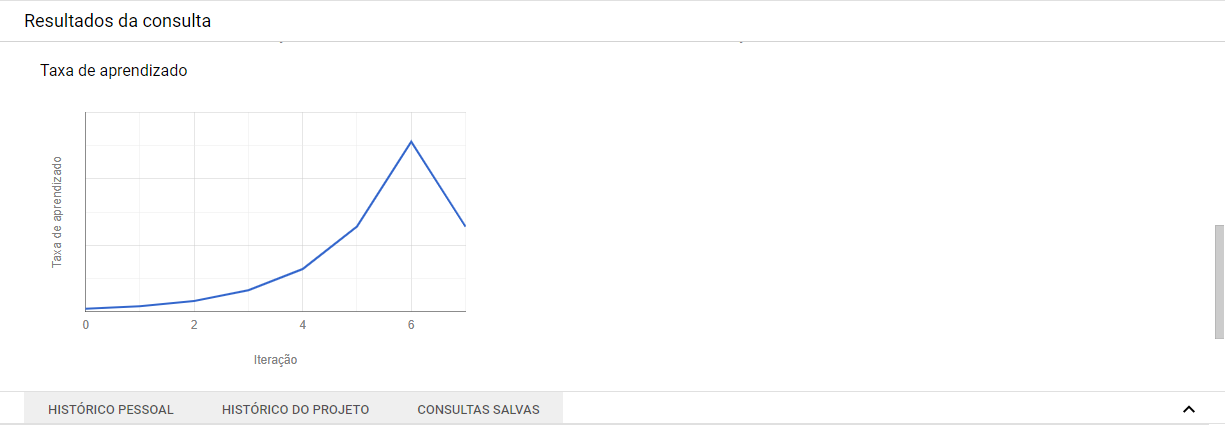 Resultados da consulta
Taxa de aprendizado
Taxa de aprendizado
0 2 4 6
Iteração
HISTÓRICO PESSOAL HISTÓRICO DO PROJETO CONSULTAS SALVAS